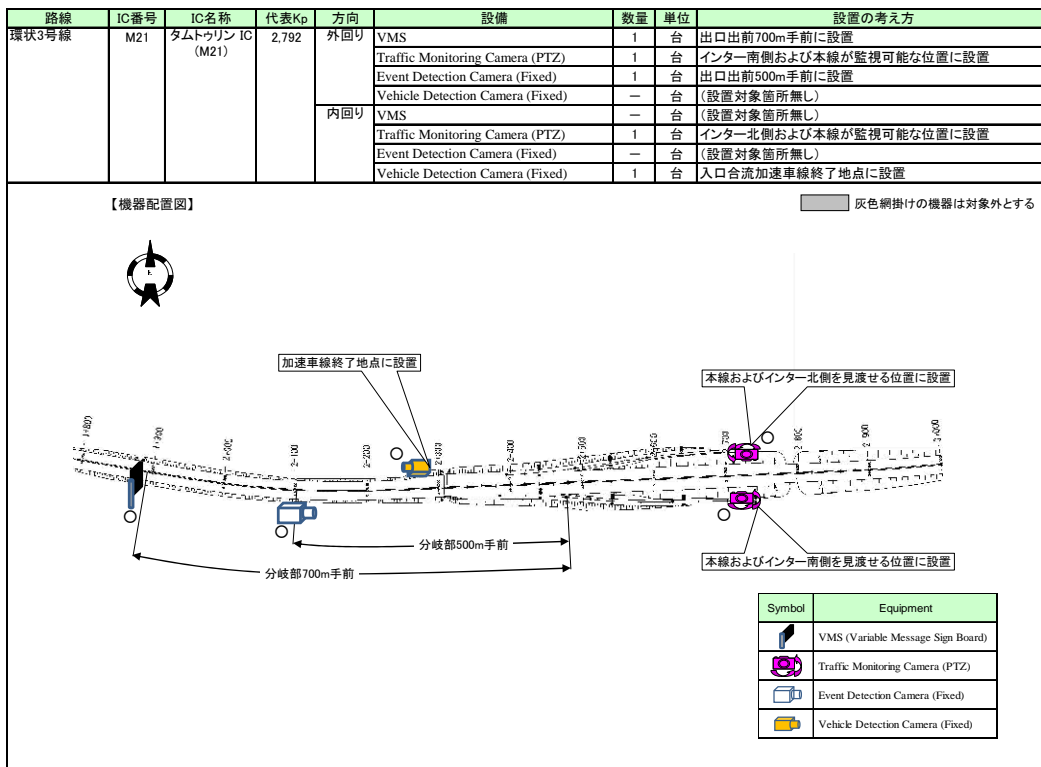 路線 IC番号 IC名称 代表Kp 方向 設備 数量 単位 設置の考え方
環状3号線 M21 タムトゥリン IC 2,792 外回り VMS 1 台 出口出前700m手前に設置
(M21) Traffic Monitoring Camera (PTZ) 1 台 インター南側および本線が監視可能な位置に設置
Event Detection Camera (Fixed) 1 台 出口出前500m手前に設置
Vehicle Detection Camera (Fixed) － 台 (設置対象箇所無し)
内回り VMS － 台 (設置対象箇所無し)
Traffic Monitoring Camera (PTZ) 1 台 インター北側および本線が監視可能な位置に設置
Event Detection Camera (Fixed) － 台 (設置対象箇所無し)
Vehicle Detection Camera (Fixed) 1 台 入口合流加速車線終了地点に設置
【機器配置図】 灰色網掛けの機器は対象外とする
加速車線終了地点に設置
本線およびインター北側を見渡せる位置に設置
分岐部500m手前
分岐部700m手前
本線およびインター南側を見渡せる位置に設置
Symbol Equipment
VMS (Variable Message Sign Board)
Traffic Monitoring Camera (PTZ)
Event Detection Camera (Fixed)
Vehicle Detection Camera (Fixed)